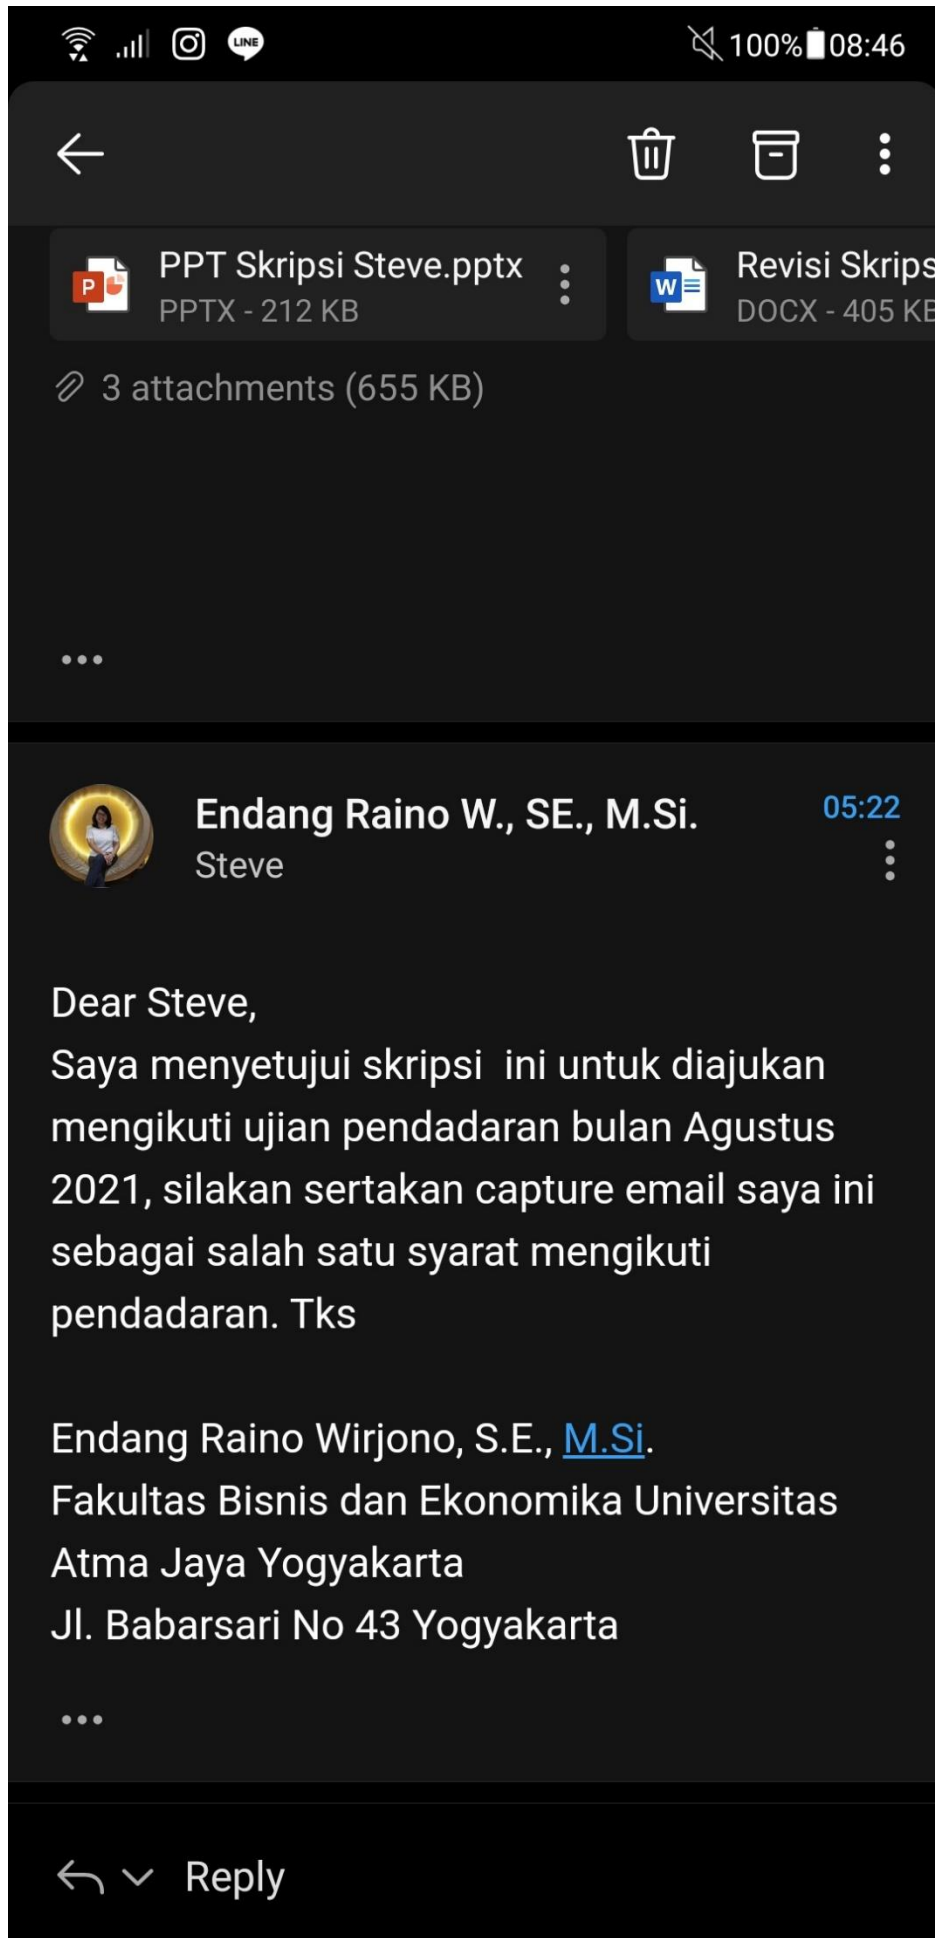 LINE
100% 08:46
PPT Skripsi Steve.pptx
PPTX - 212 KB
Revisi Skrips
DOCX - 405 KB
3 attachments (655 KB)
Endang Raino W., SE., M.Si.
05:22
Steve
Dear Steve,
Saya menyetujui skripsi  ini untuk diajukan
mengikuti ujian pendadaran bulan Agustus
2021, silakan sertakan capture email saya ini
sebagai salah satu syarat mengikuti
pendadaran. Tks
Endang Raino Wirjono, S.E., M.Si.
Fakultas Bisnis dan Ekonomika Universitas
Atma Jaya Yogyakarta
Jl. Babarsari No 43 Yogyakarta
Reply